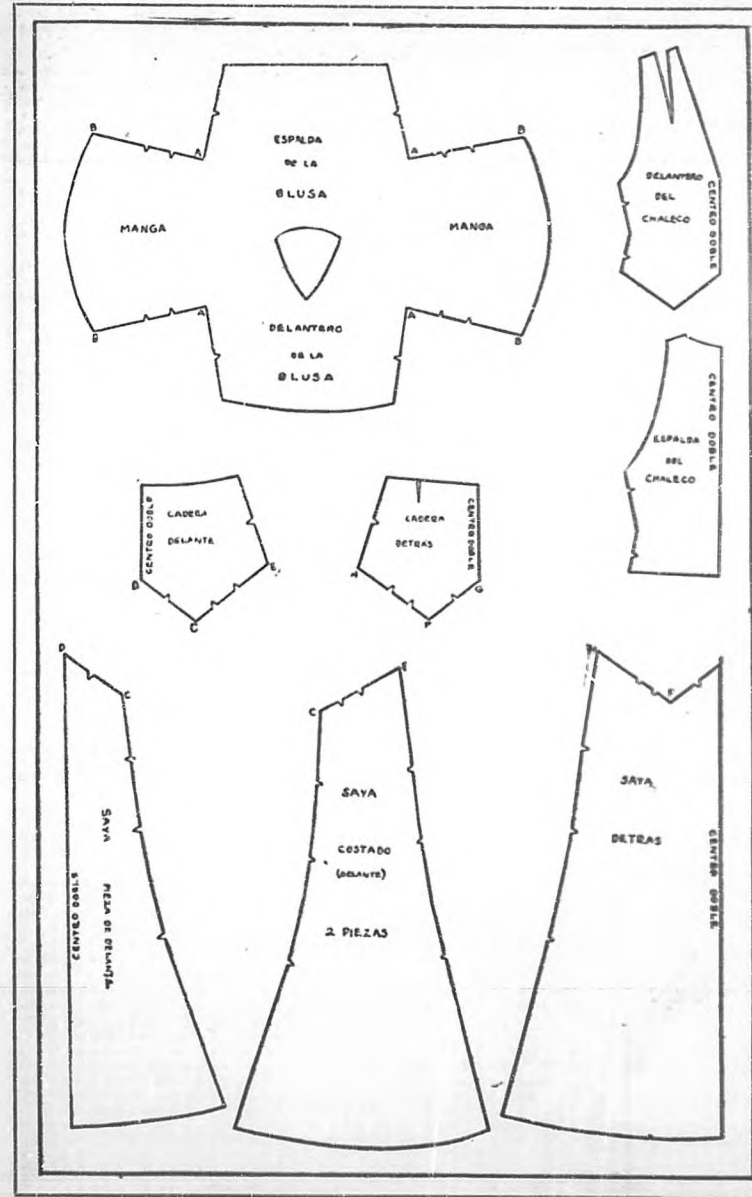 ESPALDA
DE LA
BLUSA
B
A
A
B
MANGA
MANGA
B
A
A
B
DELANTERO
DE LA
BLUSA
DELANTERO
DEL
CHALECO
CENTRO DOBLE
ESPALDA
DEL
CHALECO
CENTRO DOBLE
CADERA
DELANTE
CENTRO DOBLE
D
C
E
CADERA
DETRAS
CENTRO DOBLE
H
F
G
D
C
SAYA PIEZA DE DELANTE
CENTRO DOBLE
C
E
SAYA
COSTADO
(DELANTE)
2 PIEZAS
H
F
SAYA
DETRAS
CENTRO DOBLE